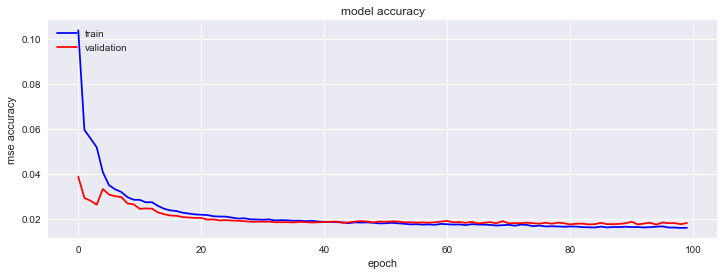 model accuracy
train
validation
mse accuracy
0.10
0.08
0.06
0.04
0.02
0
20
40
60
80
100
epoch